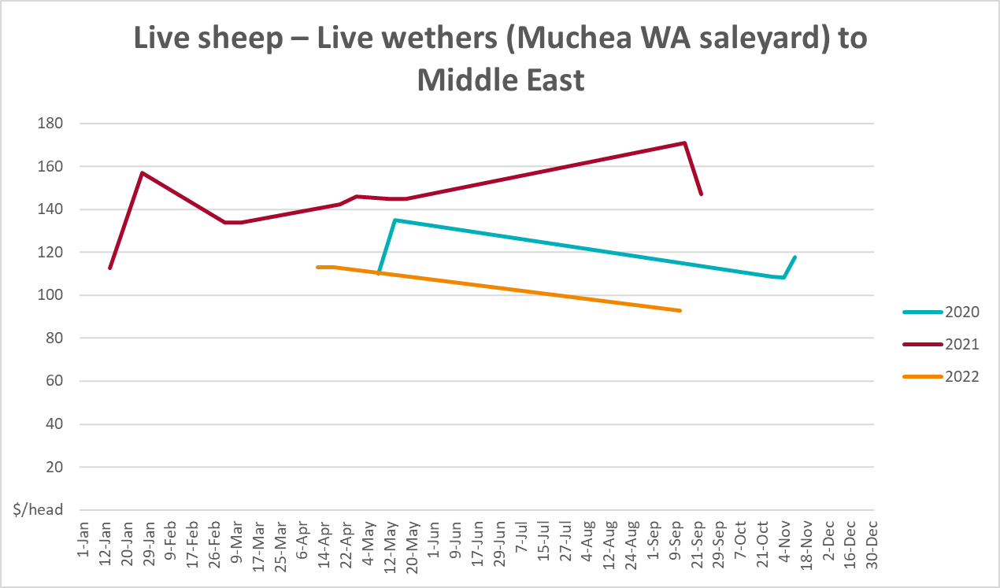 Live sheep – Live wethers (Muchea WA saleyard) to
Middle East
180
160
140
120
100
80
60
40
20
$/head
1-Jan
12-Jan
20-Jan
29-Jan
9-Feb
17-Feb
26-Feb
9-Mar
17-Mar
25-Mar
6-Apr
14-Apr
22-Apr
4-May
12-May
20-May
1-Jun
9-Jun
17-Jun
29-Jun
7-Jul
15-Jul
27-Jul
4-Aug
12-Aug
24-Aug
1-Sep
9-Sep
21-Sep
29-Sep
7-Oct
21-Oct
4-Nov
18-Nov
2-Dec
16-Dec
30-Dec
2020
2021
2022